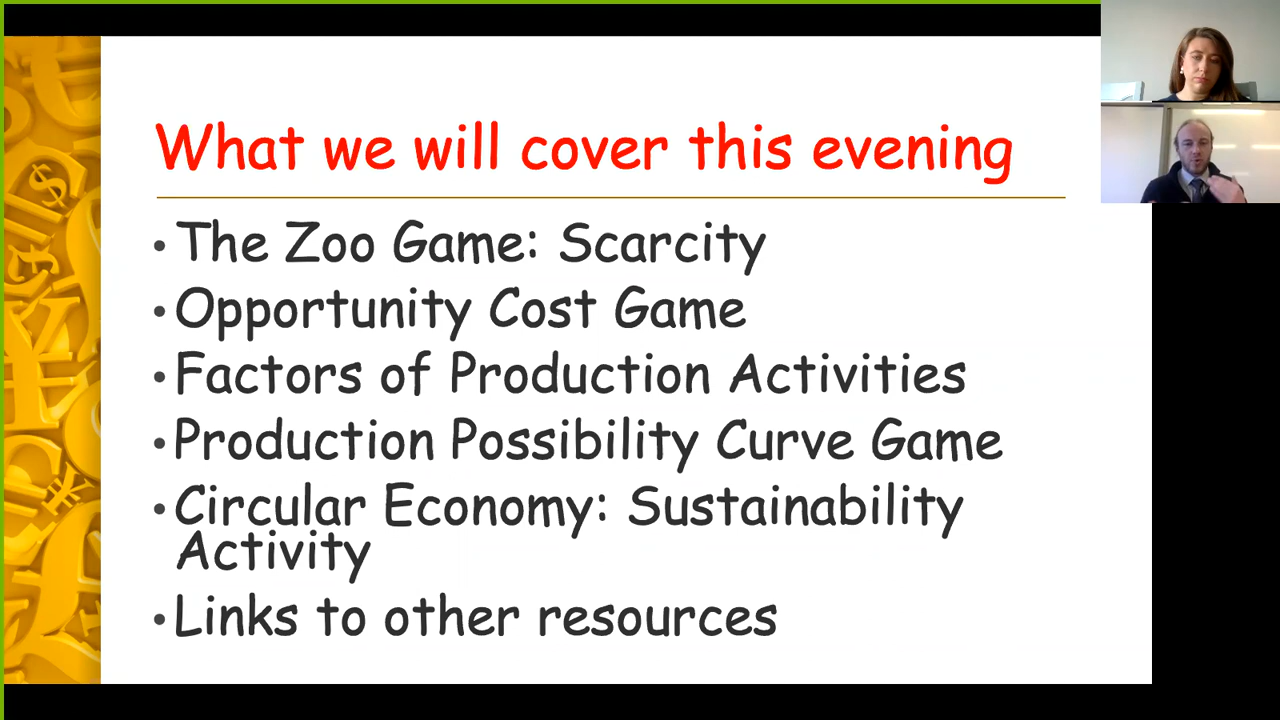 What we will cover this evening
• The Zoo Game: Scarcity
• Opportunity Cost Game
• Factors of Production Activities
• Production Possibility Curve Game
• Circular Economy: Sustainability
Activity
• Links to other resources